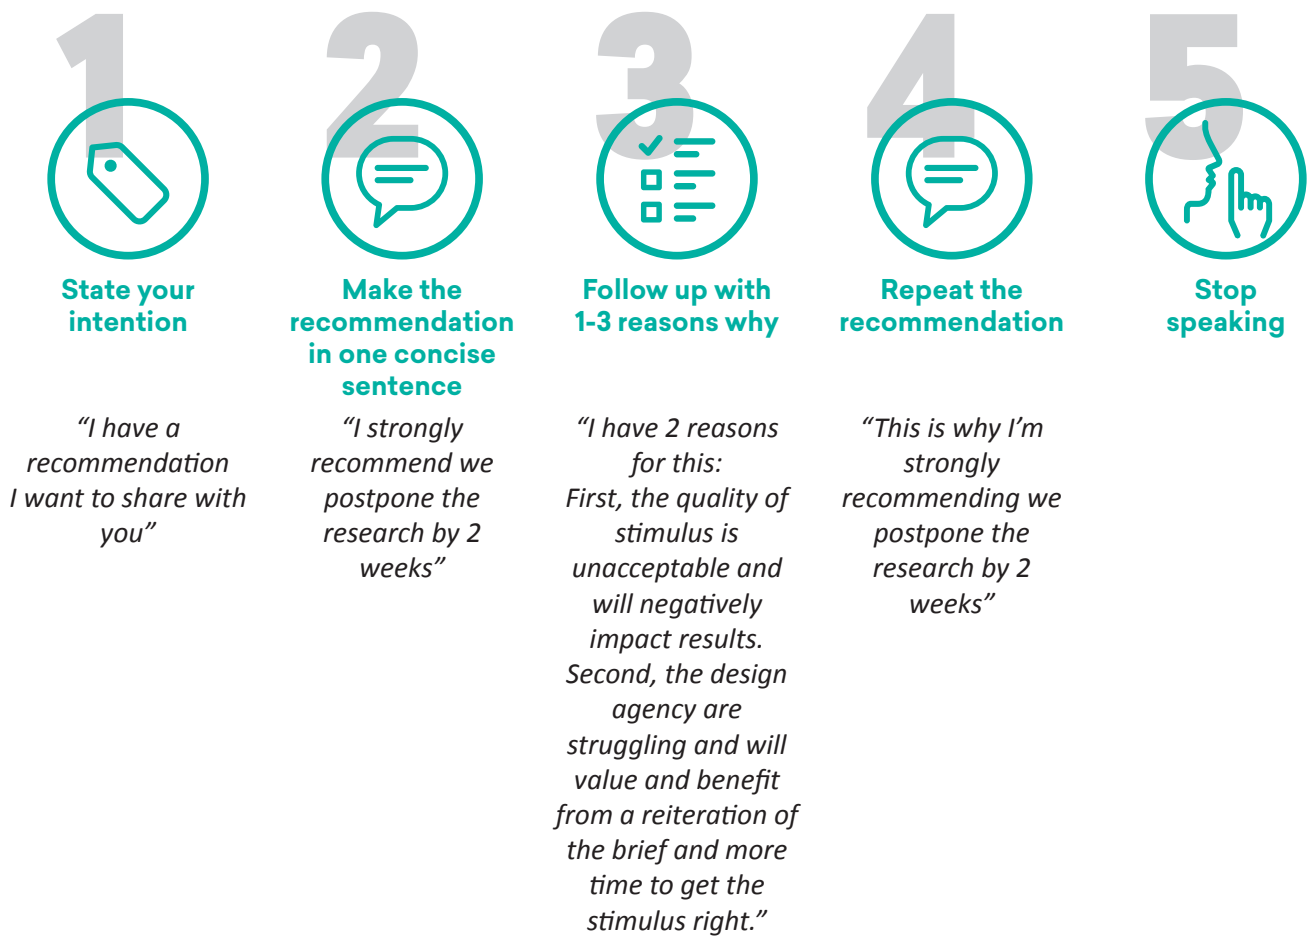 1
State your
intention
“I have a
recommendation
I want to share with
you”
2
Make the
recommendation
in one concise
sentence
“I strongly
recommend we
postpone the
research by 2
weeks”
3
Follow up with
1-3 reasons why
“I have 2 reasons
for this:
First, the quality of
stimulus is
unacceptable and
will negatively
impact results.
Second, the design
agency are
struggling and will
value and benefit
from a reiteration of
the brief and more
time to get the
stimulus right.”
4
Repeat the
recommendation
“This is why I’m
strongly
recommending we
postpone the
research by 2
weeks”
5
Stop
speaking